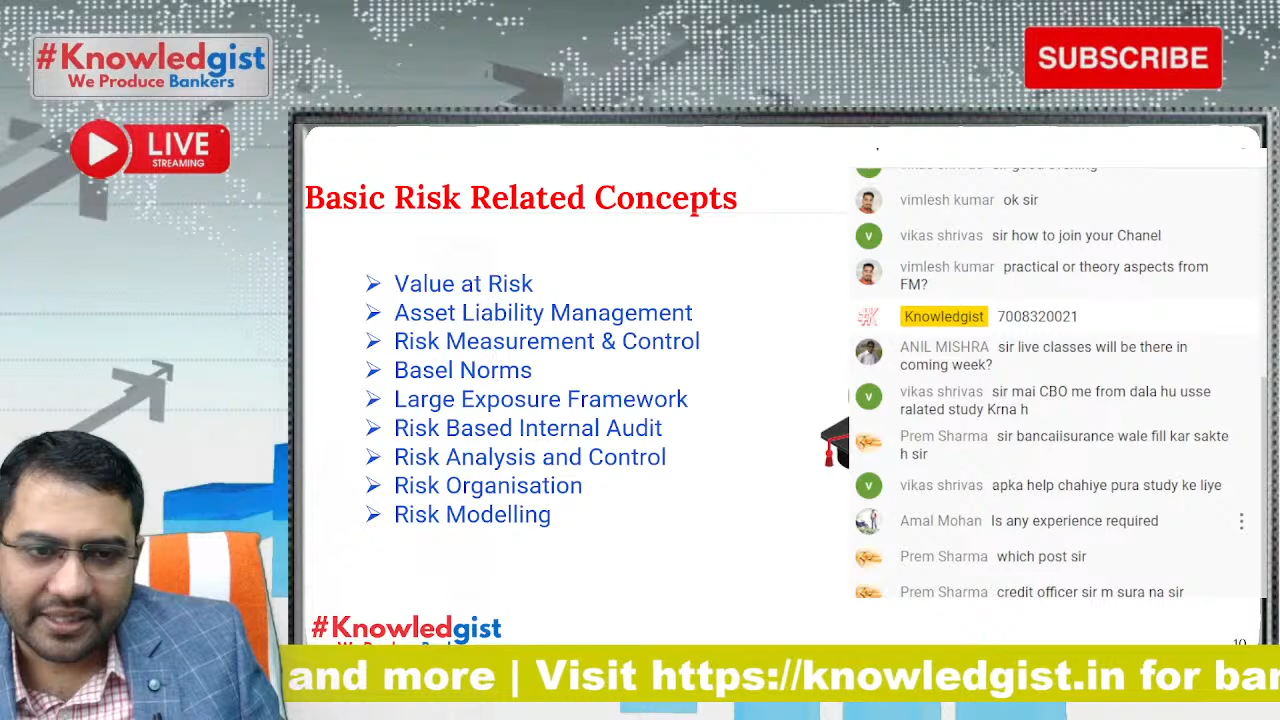 #Knowledgist
We Produce Bankers
LIVE
STREAMING
SUBSCRIBE
Basic Risk Related Concepts
Value at Risk
Asset Liability Management
Risk Measurement & Control
Basel Norms
Large Exposure Framework
Risk Based Internal Audit
Risk Analysis and Control
Risk Organisation
Risk Modelling
vimlesh kumar ok sir
V vikas shrivas sir how to join your Chanel
vimlesh kumar practical or theory aspects from
FM?
Knowledgist 7008320021
ANIL MISHRA sir live classes will be there in
coming week?
V vikas shrivas sir mai CBO me from dala hu usse
ralated study Krna h
Prem Sharma sir bancaiisurance wale fill kar sakte
h sir
V vikas shrivas apka help chahiye pura study ke liye
Amal Mohan Is any experience required
Prem Sharma which post sir
Prem Sharma credit officer sir m sura na sir
#Knowledgist
and more | Visit https://knowledgist.in for bar